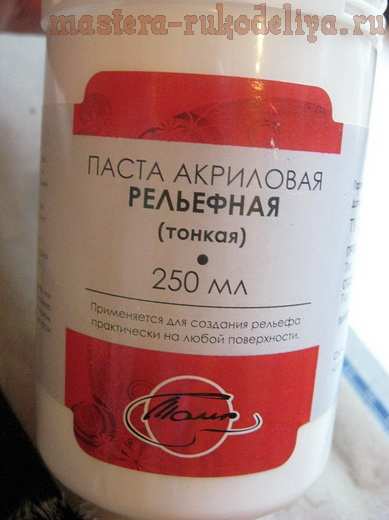 mastera-rukodeliya.ru
ПАСТА АКРИЛОВАЯ
РЕЛЬЕФНАЯ
(тонкая)
•
250 мл
Применяется для создания рельефа
практически на любой поверхности.